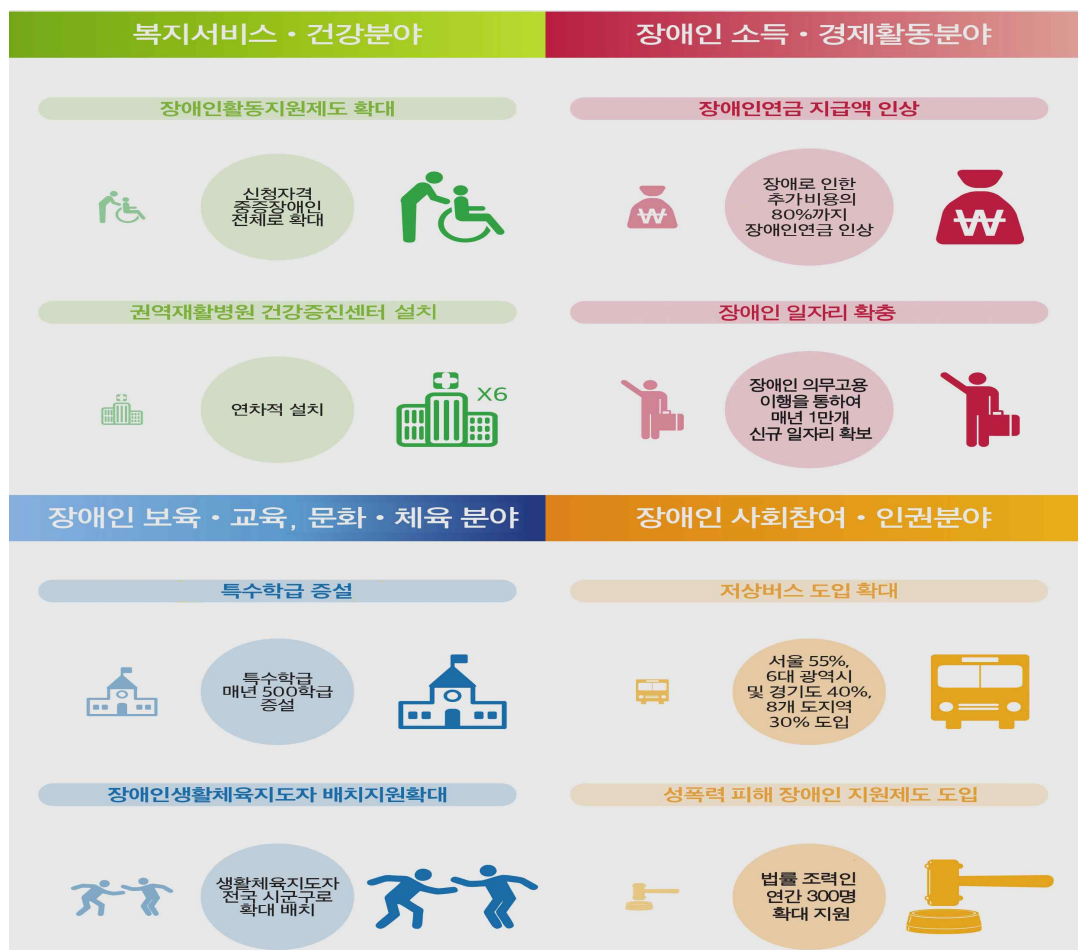 복지서비스・건강분야
장애인활동지원제도 확대
신청자격
중증장애인
전체로 확대
권역재활병원 건강증진센터 설치
연차적 설치
X6
장애인 소득・경제활동분야
장애인연금 지급액 인상
장애로 인한
추가비용의
80%까지
장애인연금 인상
장애인 일자리 확충
장애인 의무고용
이행을 통하여
매년 1만개
신규 일자리 확보
장애인 보육・교육, 문화・체육 분야
특수학급 증설
특수학급
매년 500학급
증설
장애인생활체육지도자 배치지원확대
생활체육지도자
전국 시군구로
확대 배치
장애인 사회참여・인권분야
저상버스 도입 확대
서울 55%,
6대 광역시
및 경기도 40%,
8개 도지역
30% 도입
성폭력 피해 장애인 지원제도 도입
법률 조력인
연간 300명
확대 지원